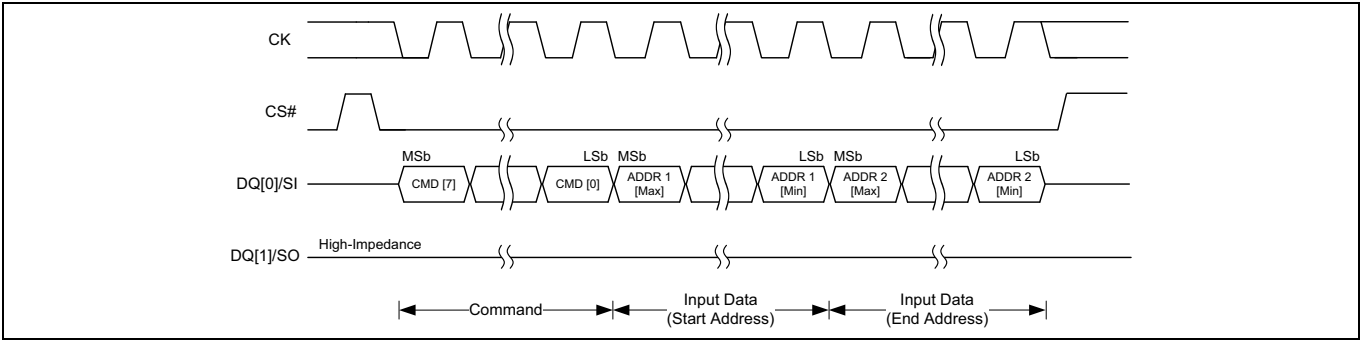 CK
CS#
MSb LSb MSb LSb MSb LSb
DQ[0]/SI CMD [7] CMD [0] ADDR 1 [Max] ADDR 1 [Min] ADDR 2 [Max] ADDR 2 [Min]
DQ[1]/SO High-Impedance
Command Input Data (Start Address) Input Data (End Address)